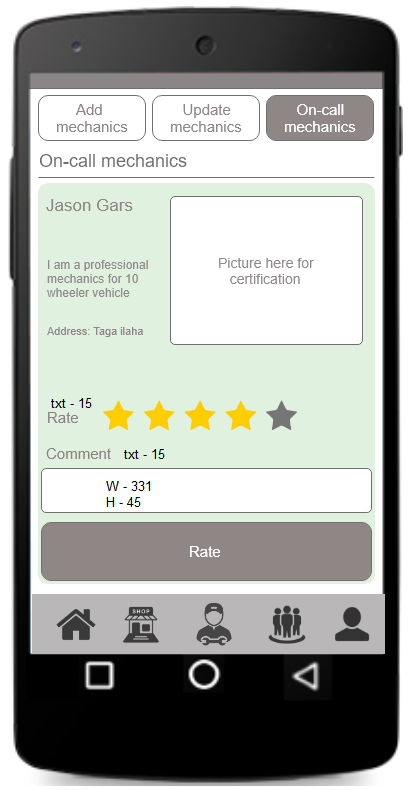 Add
mechanics
Update
mechanics
On-call
mechanics
On-call mechanics
Jason Gars
I am a professional
mechanics for 10
wheeler vehicle
Address: Taga ilaha
Picture here for
certification
txt - 15
Rate
Comment txt - 15
W - 331
H - 45
Rate
SHOP